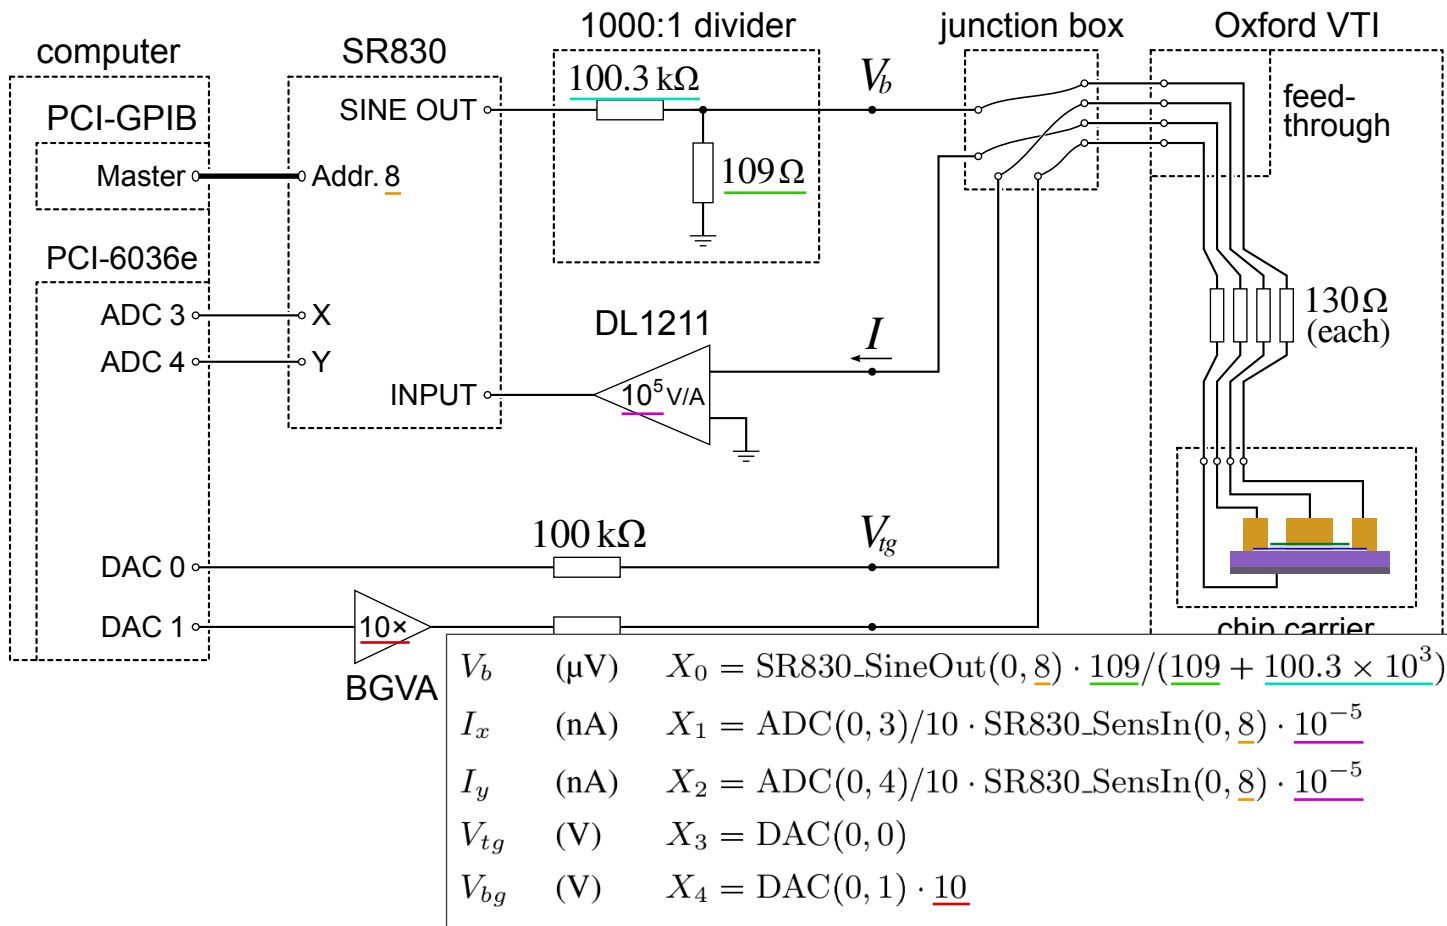 computer
SR830
1000:1 divider
junction box
Oxford VTI
PCI-GPIB
Master
Addr. 8
SINE OUT
100.3 kΩ
109 Ω
V_b
feed-
through
PCI-6036e
ADC 3
X
ADC 4
Y
INPUT
DL1211
10⁵ V/A
I
130 Ω
(each)
100 kΩ
V_tg
DAC 0
DAC 1
10×
BGVA
chip carrier
V_b (µV) X_0 = SR830_SineOut(0, 8) · 109/(109 + 100.3 × 10³)
I_x (nA) X_1 = ADC(0, 3)/10 · SR830_SensIn(0, 8) · 10⁻⁵
I_y (nA) X_2 = ADC(0, 4)/10 · SR830_SensIn(0, 8) · 10⁻⁵
V_tg (V) X_3 = DAC(0, 0)
V_bg (V) X_4 = DAC(0, 1) · 10